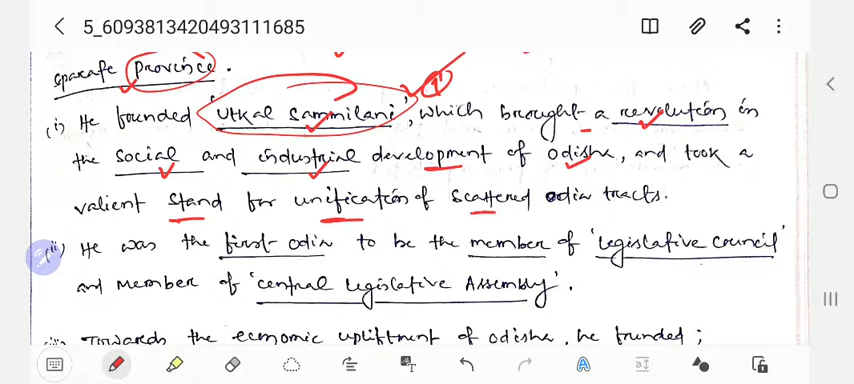 5_6093813420493111685
sparate province.
(i) He founded 'Utkal Sammilani', which brought a revolution in
the social and industrial development of odisha, and took a
valient stand for unification of scattered odia tracts.
(ii) He was the first odia to be the member of 'Legislative Council'
and member of 'central Legislative Assembly'.
Towards the economic upliftment of odisha, he founded;